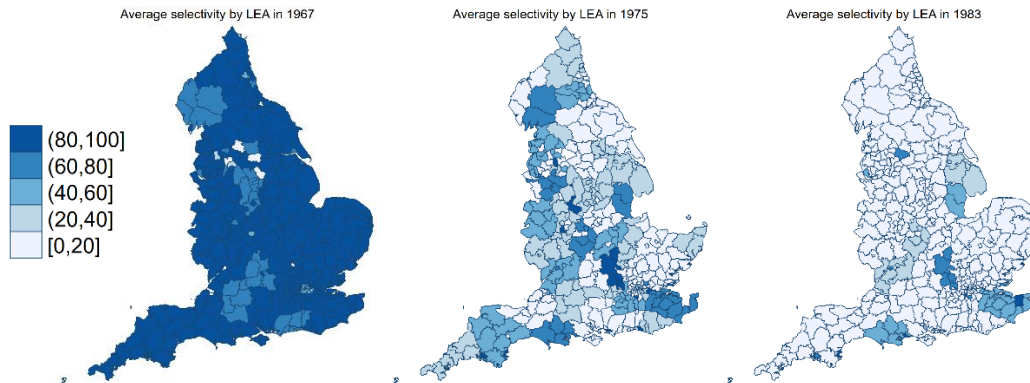 Average selectivity by LEA in 1967
Average selectivity by LEA in 1975
Average selectivity by LEA in 1983
(80,100]
(60,80]
(40,60]
(20,40]
[0,20]